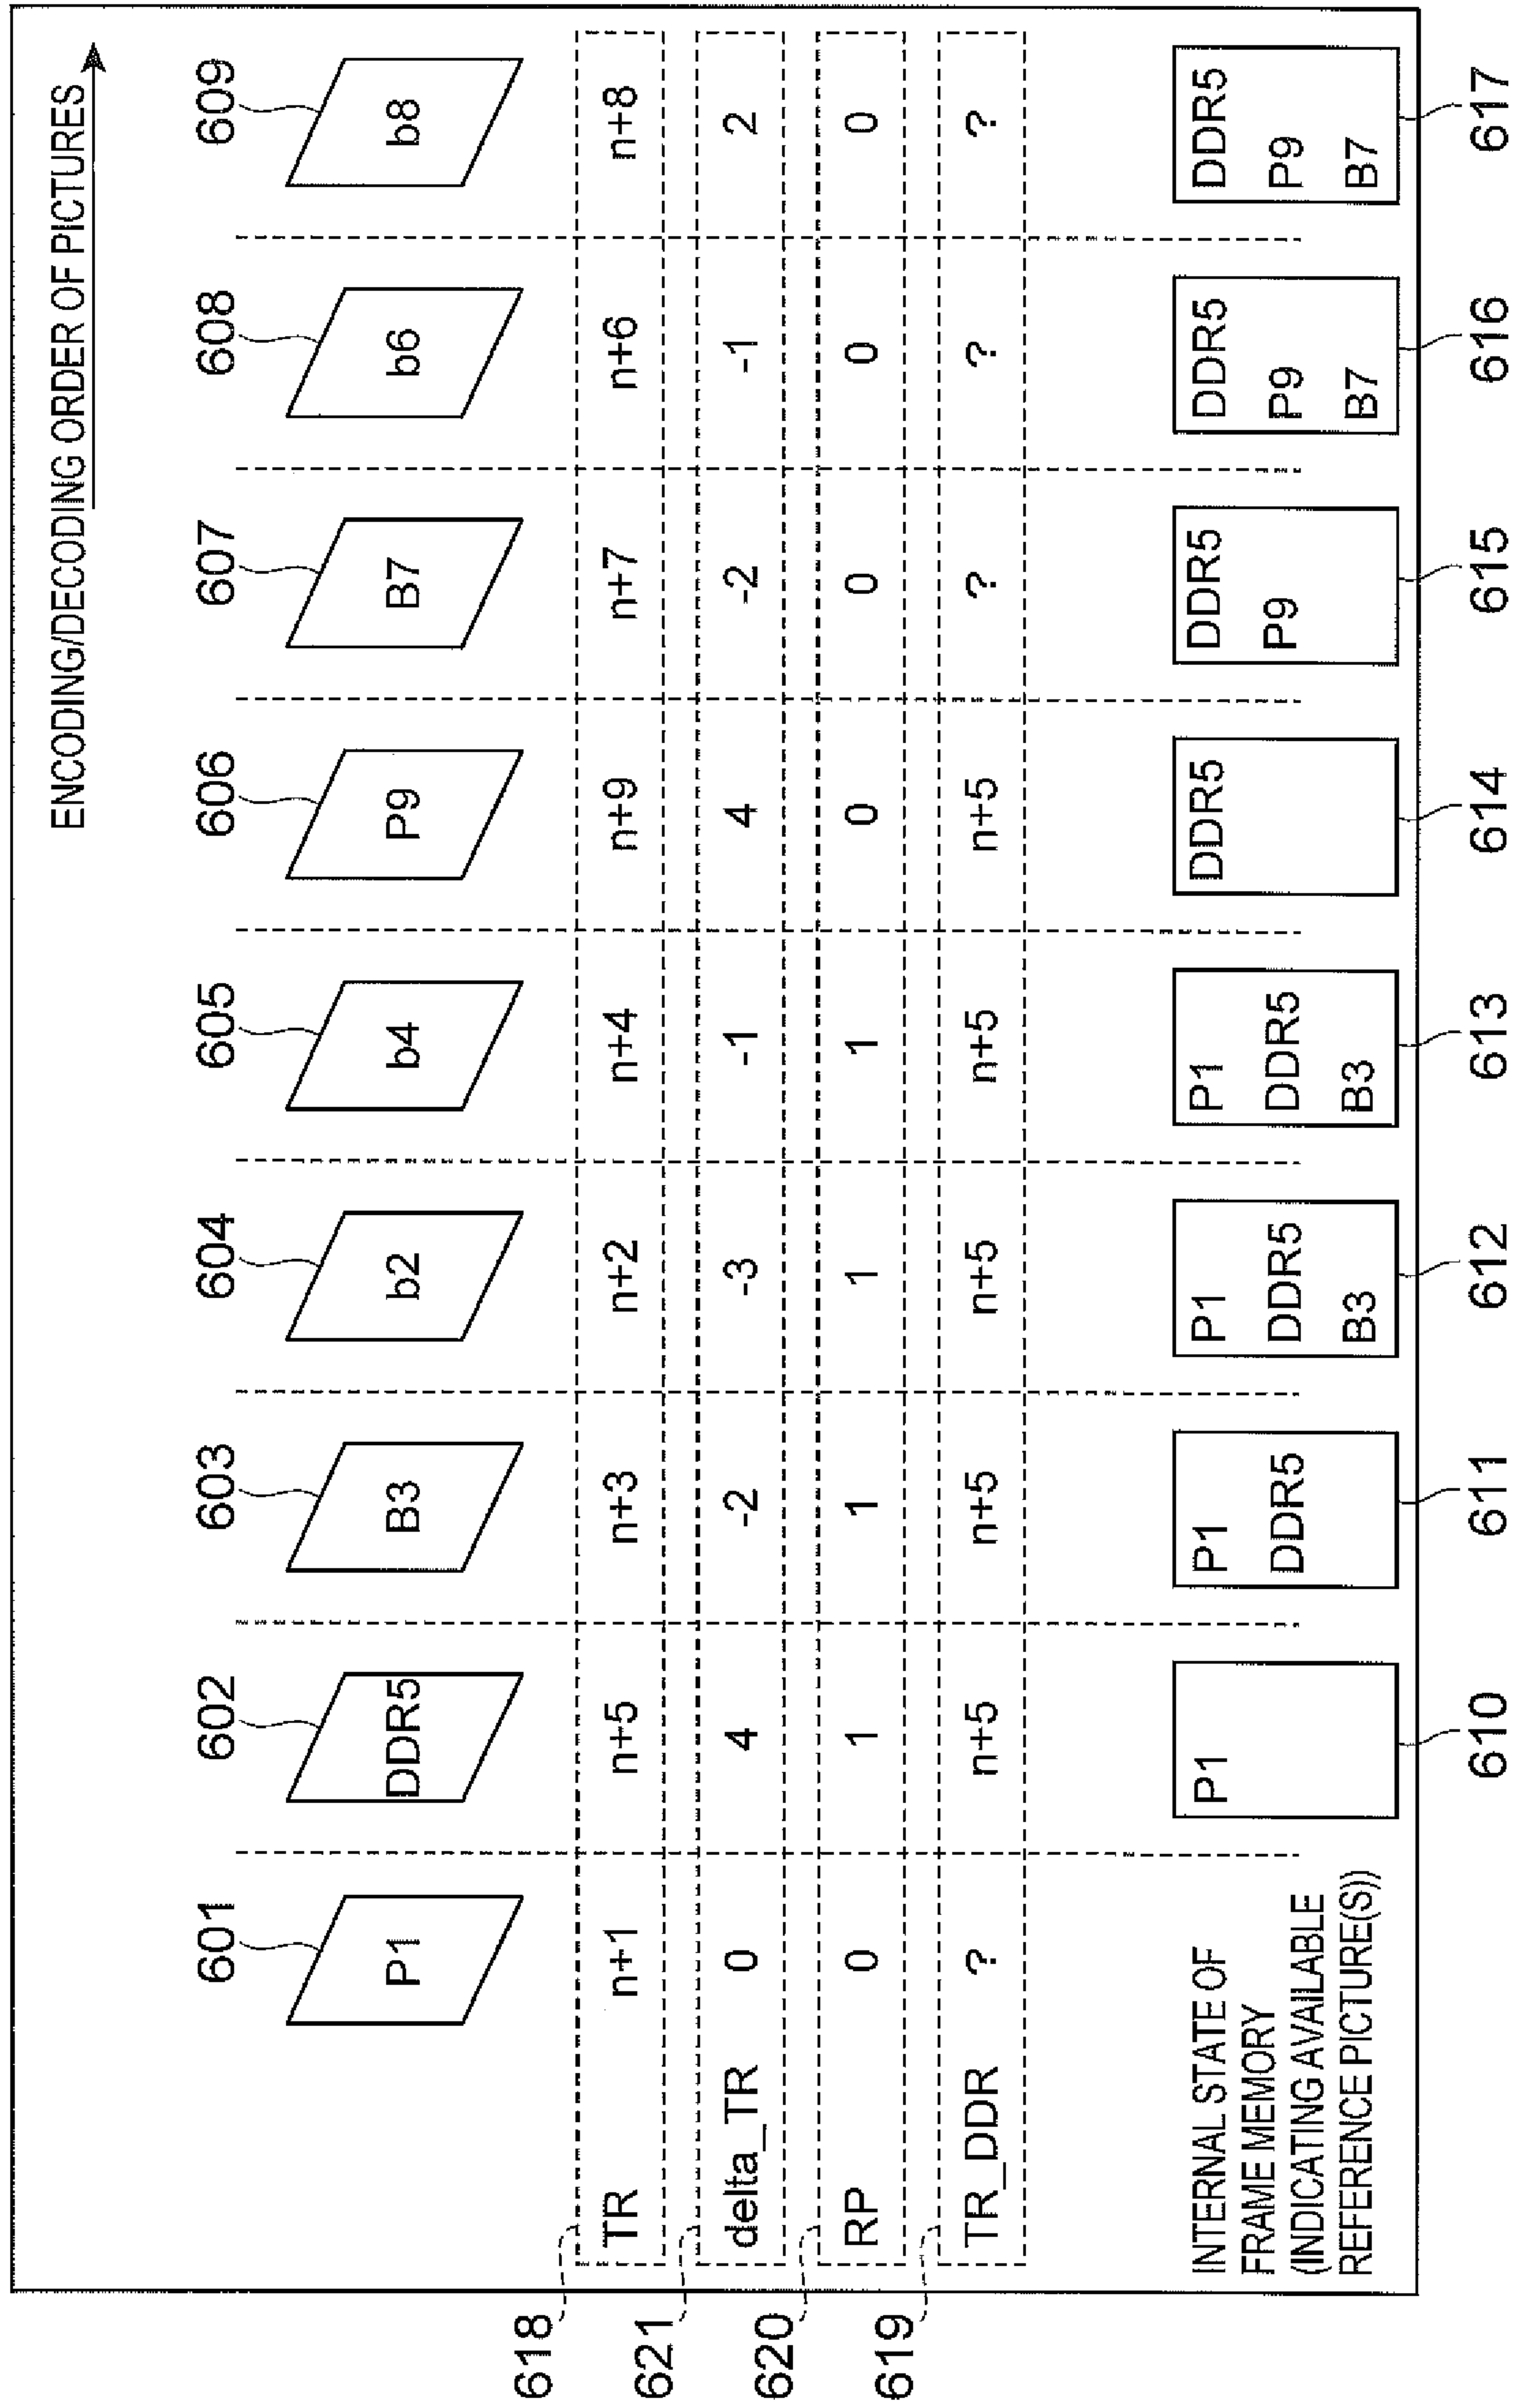 ENCODING/DECODING ORDER OF PICTURES
601 602 603 604 605 606 607 608 609
P1 DDR5 B3 b2 b4 P9 B7 b6 b8
618 TR n+1 n+5 n+3 n+2 n+4 n+9 n+7 n+6 n+8
621 delta_TR 0 4 -2 -3 -1 4 -2 -1 2
620 RP 0 1 1 1 1 0 0 0 0
619 TR_DDR ? n+5 n+5 n+5 n+5 n+5 ? ? ?
INTERNAL STATE OF
FRAME MEMORY
(INDICATING AVAILABLE
REFERENCE PICTURE(S))
P1
610
P1
DDR5
611
P1
DDR5
B3
612
P1
DDR5
B3
613
DDR5
614
DDR5
P9
615
DDR5
P9
B7
616
DDR5
P9
B7
617